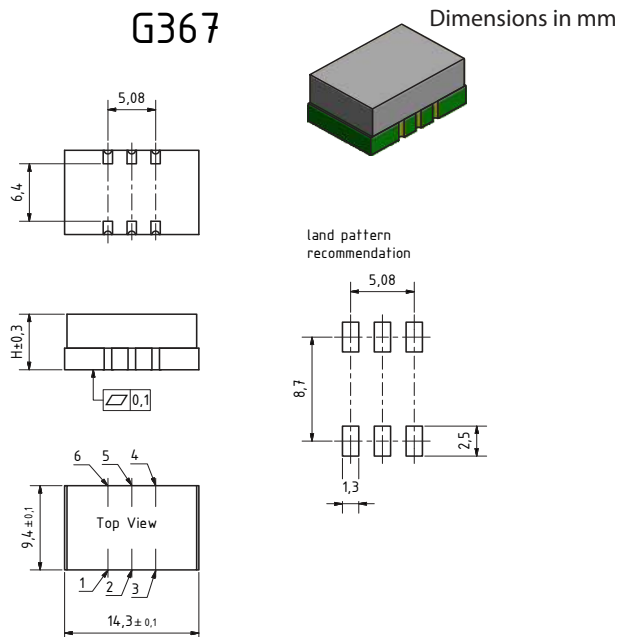 G367
Dimensions in mm
5,08
6,4
land pattern
recommendation
5,08
H±0,3
0,1
8,7
2,5
1,3
6 5 4
Top View
9,4 ±0,1
1 2 3
14,3 ± 0,1